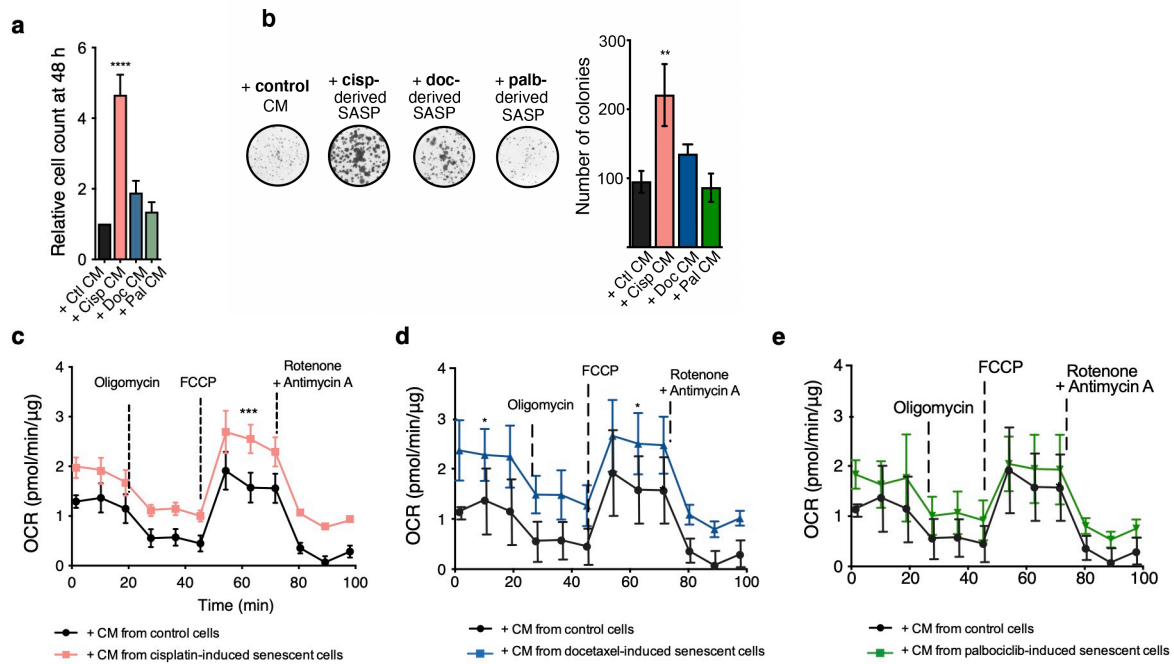 a
Relative cell count at 48 h
6
4
2
0
****
+ Ctl CM
+ Cisp CM
+ Doc CM
+ Pal CM
b
+ control
CM
+ cisp-
derived
SASP
+ doc-
derived
SASP
+ palb-
derived
SASP
Number of colonies
300
200
100
**
+ Ctl CM
+ Cisp CM
+ Doc CM
+ Pal CM
c
OCR (pmol/min/µg)
4
3
2
1
0
Oligomycin
FCCP
Rotenone
+ Antimycin A
***
0
20
40
60
80
100
Time (min)
+ CM from control cells
+ CM from cisplatin-induced senescent cells
d
OCR (pmol/min/µg)
4
3
2
1
0
Oligomycin
FCCP
Rotenone
+ Antimycin A
*
*
0
20
40
60
80
100
+ CM from control cells
+ CM from docetaxel-induced senescent cells
e
OCR (pmol/min/µg)
4
3
2
1
0
Oligomycin
FCCP
Rotenone
+ Antimycin A
0
20
40
60
80
100
+ CM from control cells
+ CM from palbociclib-induced senescent cells